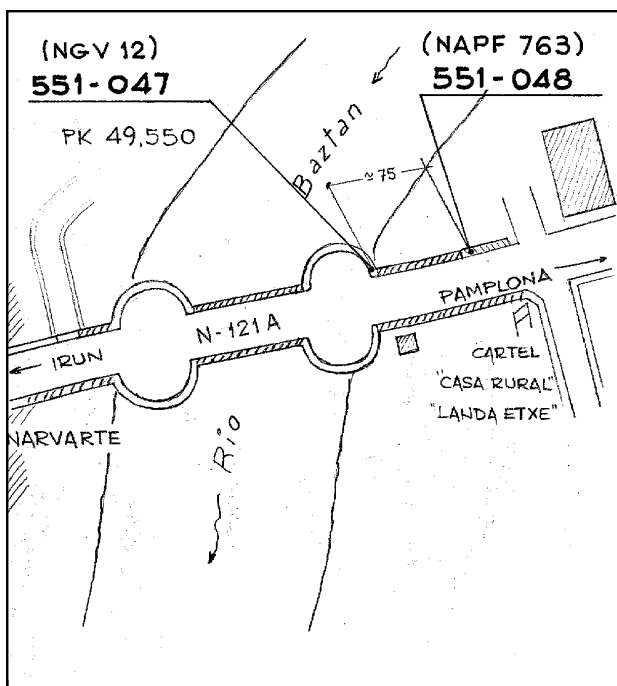 (NGV 12)
551-047
PK 49,550
(NAPF 763)
551-048
Baztan
≈ 75
PAMPLONA
N-121 A
IRUN
CARTEL
"CASA RURAL"
"LANDA ETXE"
NARVARTE
Rio